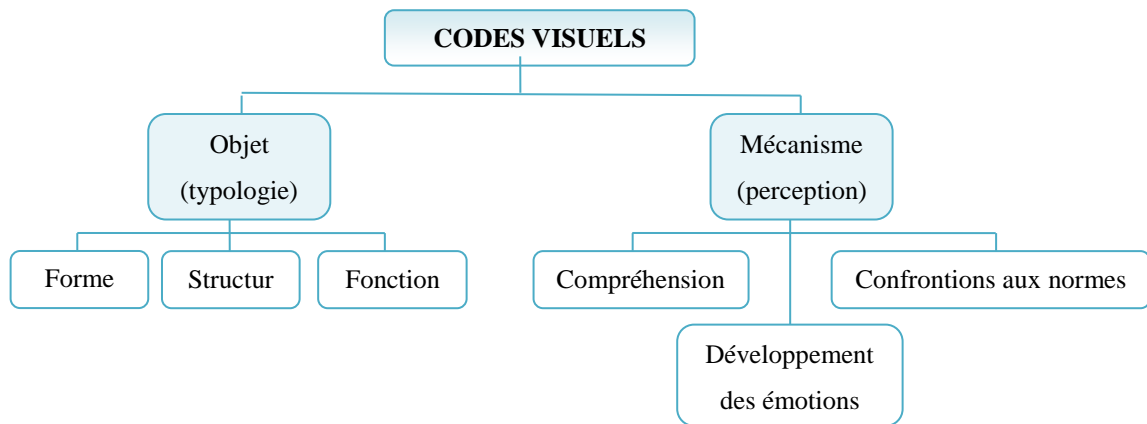 CODES VISUELS
Objet
(typologie)
Mécanisme
(perception)
Forme
Structur
Fonction
Compréhension
Confrontions aux normes
Développement
des émotions